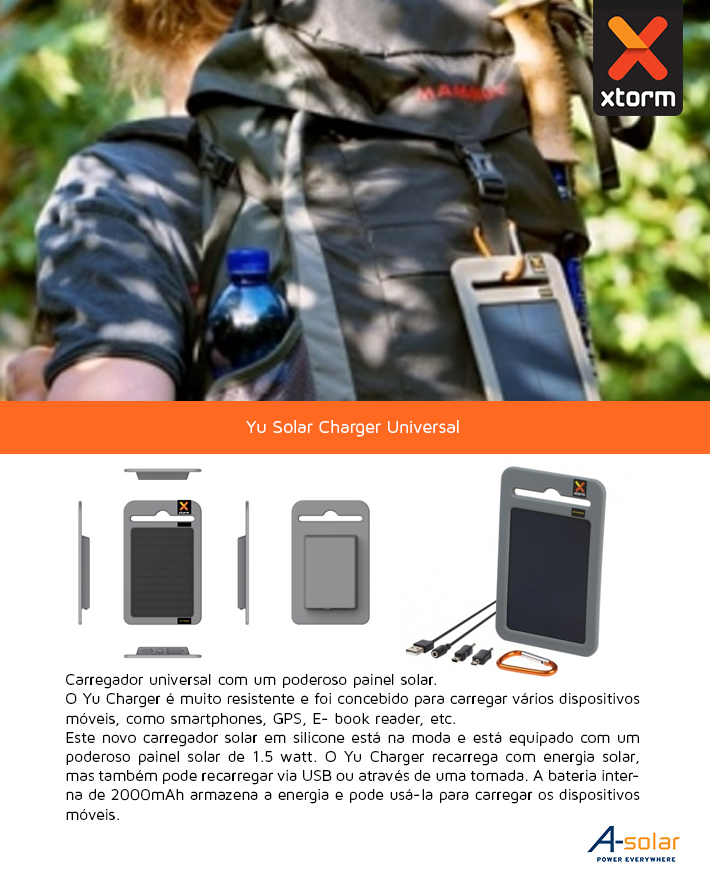 xtorm
MAMMUT
Yu Solar Charger Universal
xtorm
Carregador universal com um poderoso painel solar.
O Yu Charger é muito resistente e foi concebido para carregar vários dispositivos
móveis, como smartphones, GPS, E- book reader, etc.
Este novo carregador solar em silicone está na moda e está equipado com um
poderoso painel solar de 1.5 watt. O Yu Charger recarrega com energia solar,
mas também pode recarregar via USB ou através de uma tomada. A bateria inter-
na de 2000mAh armazena a energia e pode usá-la para carregar os dispositivos
móveis.
A-solar
POWER EVERYWHERE